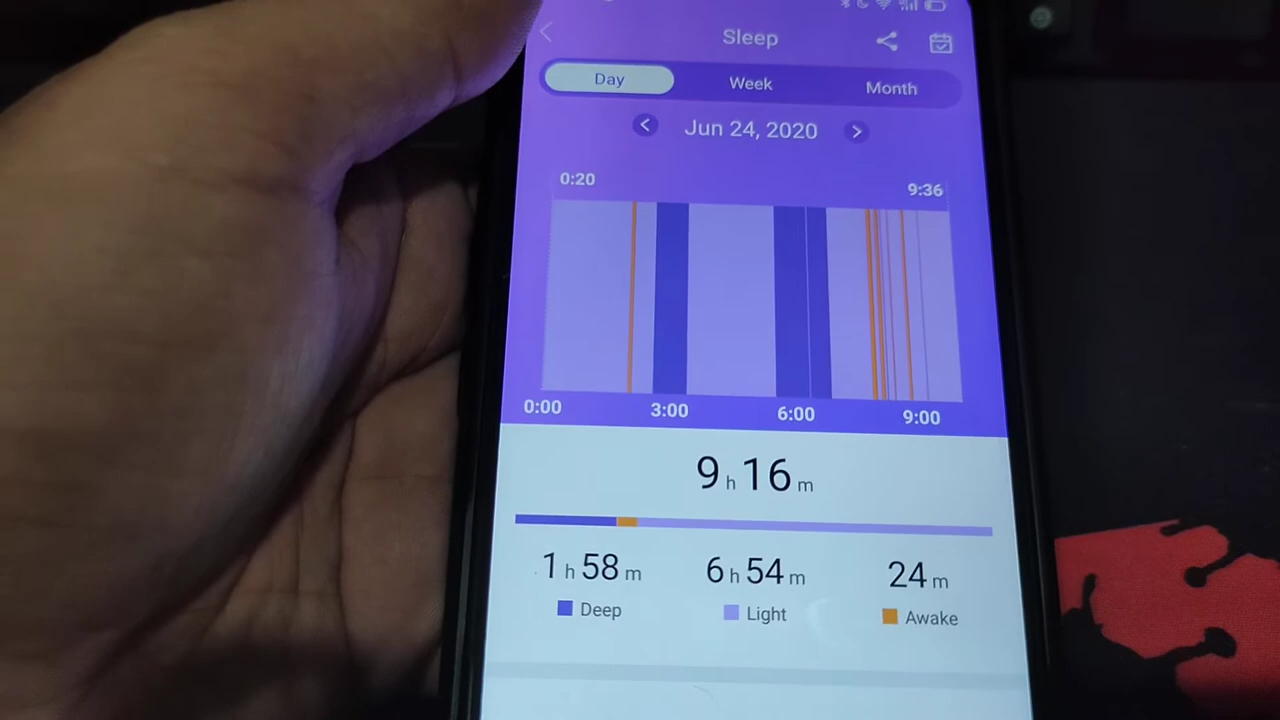 Sleep
Day Week Month
Jun 24, 2020
0:20 9:36
0:00 3:00 6:00 9:00
9 h 16 m
1 h 58 m 6 h 54 m 24 m
Deep Light Awake